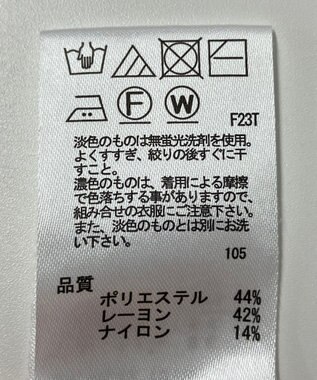 F
W
F23T
淡色のものは無蛍光洗剤を使用。
よくすすぎ、絞りの後すぐに干
すこと。
濃色のものは、着用による摩擦
で色落ちする事がありますので、
組み合せの衣服にご注意下さい。
また、淡色のものとは別にお洗
い下さい。
105
品質
ポリエステル 44%
レーヨン 42%
ナイロン 14%